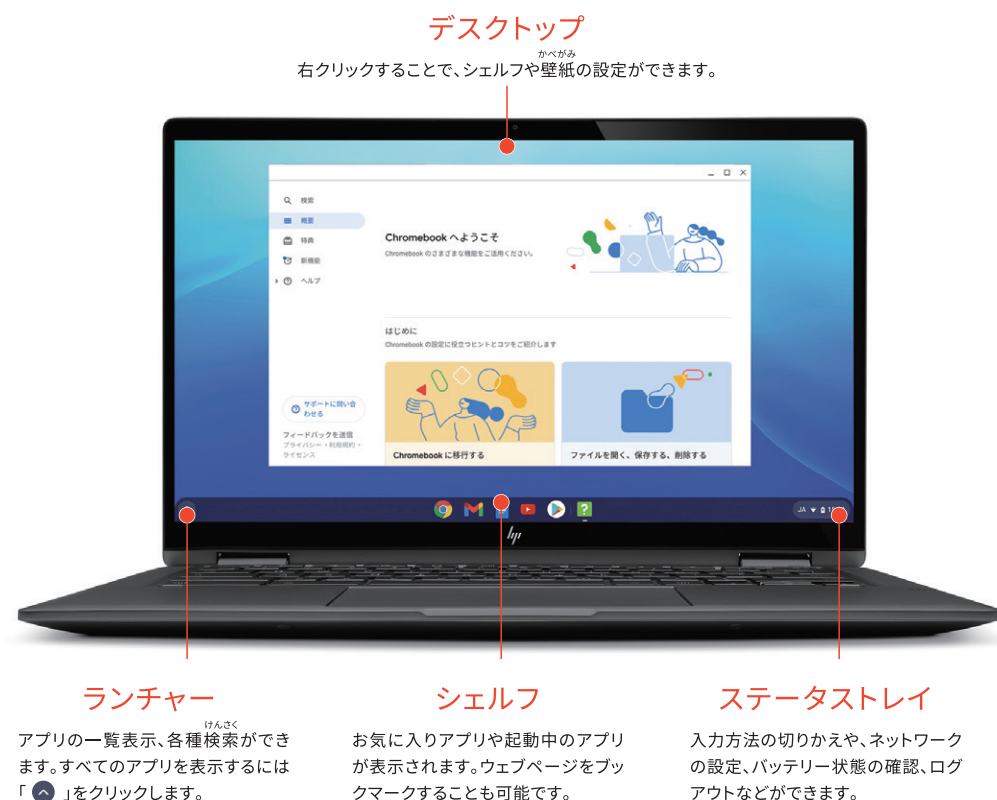 デスクトップ
かべがみ
右クリックすることで、シェルフや壁紙の設定ができます。
検索
概要
特典
新機能
ヘルプ
Chromebook へようこそ
Chromebook のさまざまな機能をご活用ください。
はじめに
Chromebook の設定に役立つヒントとコツをご紹介します
サポートに問い合
わせる
フィードバックを送信
プライバシー・利用規約・
ライセンス
Chromebook に移行する
ファイルを開く、保存する、削除する
JA
hp
ランチャー
けんさく
アプリの一覧表示、各種検索ができ
ます。すべてのアプリを表示するには
「 」をクリックします。
シェルフ
お気に入りアプリや起動中のアプリ
が表示されます。ウェブページをブッ
クマークすることも可能です。
ステータストレイ
入力方法の切りかえや、ネットワーク
の設定、バッテリー状態の確認、ログ
アウトなどができます。